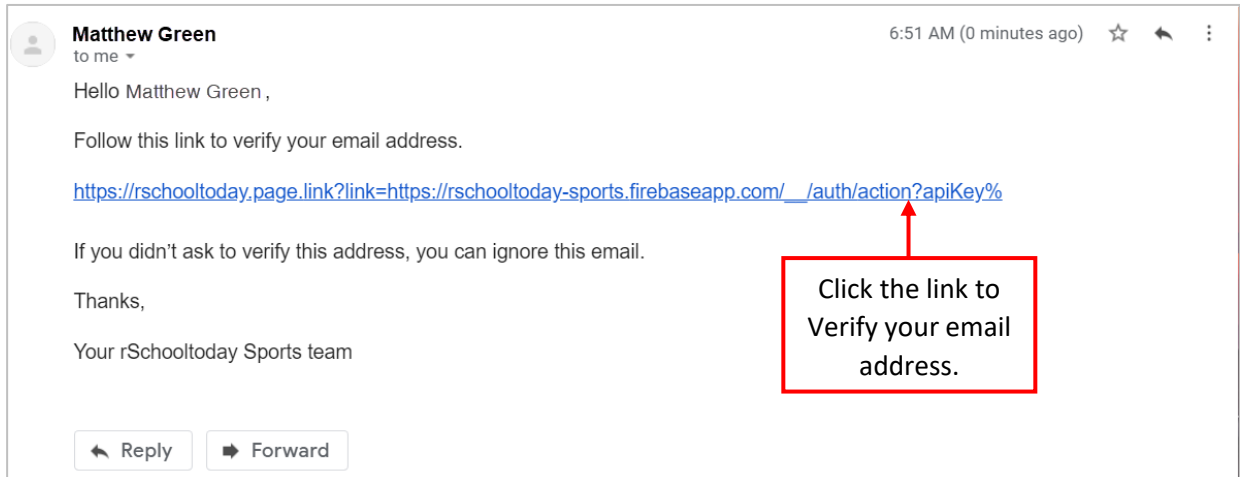 Matthew Green
6:51 AM (0 minutes ago)
to me
Hello Matthew Green,
Follow this link to verify your email address.
https://rschooltoday.page.link?link=https://rschooltoday-sports.firebaseapp.com/__/auth/action?apiKey%
If you didn’t ask to verify this address, you can ignore this email.
Thanks,
Your rSchooltoday Sports team
Click the link to
Verify your email
address.
Reply
Forward